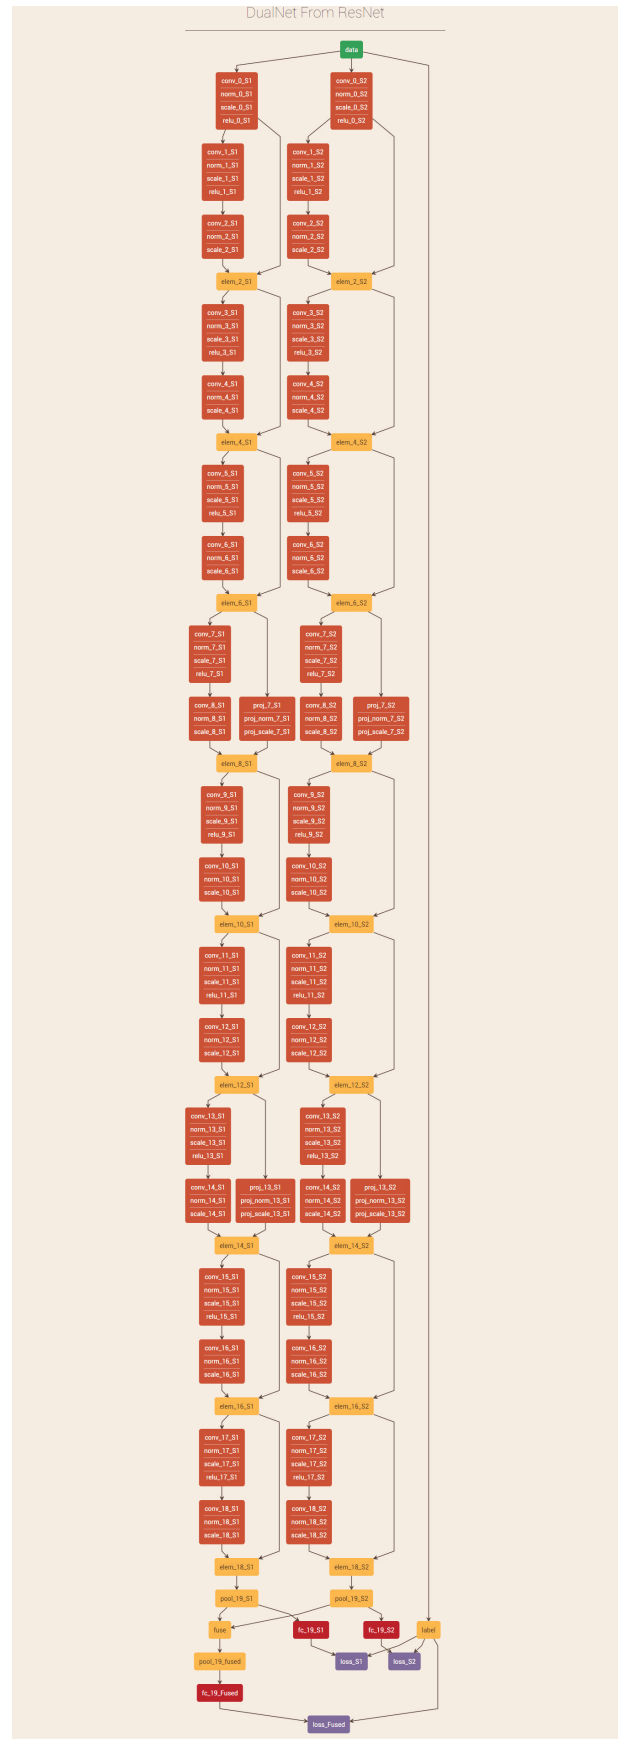 DualNet From ResNet
data
conv_0_S1
norm_0_S1
scale_0_S1
relu_0_S1
conv_0_S2
norm_0_S2
scale_0_S2
relu_0_S2
conv_1_S1
norm_1_S1
scale_1_S1
relu_1_S1
conv_1_S2
norm_1_S2
scale_1_S2
relu_1_S2
conv_2_S1
norm_2_S1
scale_2_S1
conv_2_S2
norm_2_S2
scale_2_S2
elem_2_S1
elem_2_S2
conv_3_S1
norm_3_S1
scale_3_S1
relu_3_S1
conv_3_S2
norm_3_S2
scale_3_S2
relu_3_S2
conv_4_S1
norm_4_S1
scale_4_S1
conv_4_S2
norm_4_S2
scale_4_S2
elem_4_S1
elem_4_S2
conv_5_S1
norm_5_S1
scale_5_S1
relu_5_S1
conv_5_S2
norm_5_S2
scale_5_S2
relu_5_S2
conv_6_S1
norm_6_S1
scale_6_S1
conv_6_S2
norm_6_S2
scale_6_S2
elem_6_S1
elem_6_S2
conv_7_S1
norm_7_S1
scale_7_S1
relu_7_S1
conv_7_S2
norm_7_S2
scale_7_S2
relu_7_S2
conv_8_S1
norm_8_S1
scale_8_S1
proj_7_S1
proj_norm_7_S1
proj_scale_7_S1
conv_8_S2
norm_8_S2
scale_8_S2
proj_7_S2
proj_norm_7_S2
proj_scale_7_S2
elem_8_S1
elem_8_S2
conv_9_S1
norm_9_S1
scale_9_S1
relu_9_S1
conv_9_S2
norm_9_S2
scale_9_S2
relu_9_S2
conv_10_S1
norm_10_S1
scale_10_S1
conv_10_S2
norm_10_S2
scale_10_S2
elem_10_S1
elem_10_S2
conv_11_S1
norm_11_S1
scale_11_S1
relu_11_S1
conv_11_S2
norm_11_S2
scale_11_S2
relu_11_S2
conv_12_S1
norm_12_S1
scale_12_S1
conv_12_S2
norm_12_S2
scale_12_S2
elem_12_S1
elem_12_S2
conv_13_S1
norm_13_S1
scale_13_S1
relu_13_S1
conv_13_S2
norm_13_S2
scale_13_S2
relu_13_S2
conv_14_S1
norm_14_S1
scale_14_S1
proj_13_S1
proj_norm_13_S1
proj_scale_13_S1
conv_14_S2
norm_14_S2
scale_14_S2
proj_13_S2
proj_norm_13_S2
proj_scale_13_S2
elem_14_S1
elem_14_S2
conv_15_S1
norm_15_S1
scale_15_S1
relu_15_S1
conv_15_S2
norm_15_S2
scale_15_S2
relu_15_S2
conv_16_S1
norm_16_S1
scale_16_S1
conv_16_S2
norm_16_S2
scale_16_S2
elem_16_S1
elem_16_S2
conv_17_S1
norm_17_S1
scale_17_S1
relu_17_S1
conv_17_S2
norm_17_S2
scale_17_S2
relu_17_S2
conv_18_S1
norm_18_S1
scale_18_S1
conv_18_S2
norm_18_S2
scale_18_S2
elem_18_S1
elem_18_S2
pool_19_S1
pool_19_S2
fuse
fc_19_S1
fc_19_S2
label
pool_19_fused
loss_S1
loss_S2
fc_19_Fused
loss_Fused